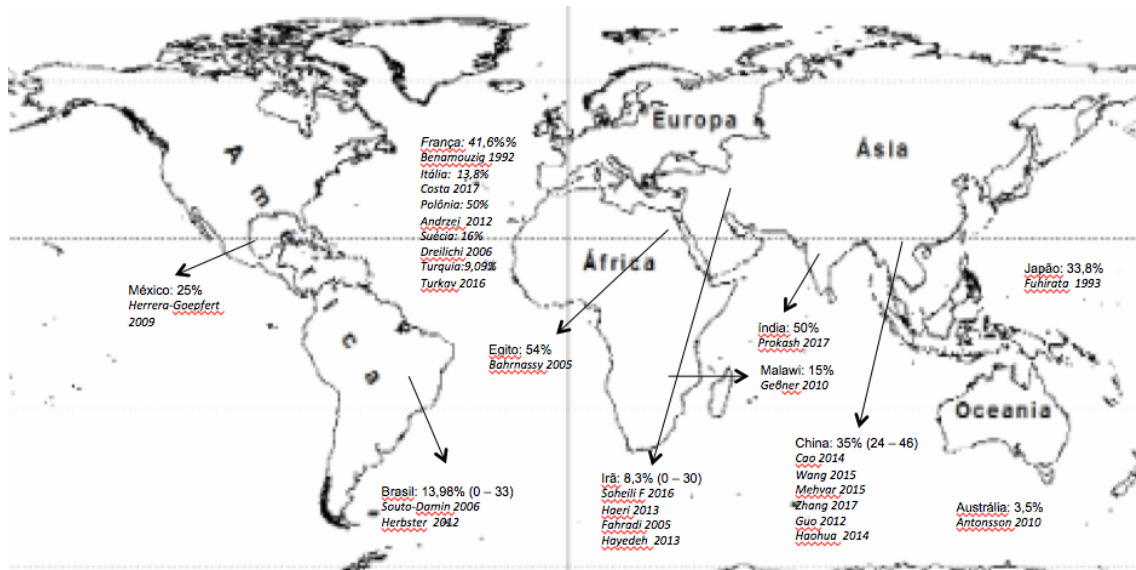 América
Europa
Ásia
África
Oceania
França: 41,6%%
Benamouzig 1992
Itália: 13,8%
Costa 2017
Polônia: 50%
Andrzej 2012
Suécia: 16%
Dreilichi 2006
Turquia:9,09%
Turkav 2016
México: 25%
Herrera-Goepfert
2009
Egito: 54%
Bahrnassy 2005
Japão: 33,8%
Fuhirata 1993
índia: 50%
Prokash 2017
Malawi: 15%
Geßner 2010
Brasil: 13,98% (0 – 33)
Souto-Damin 2006
Herbster 2012
Irã: 8,3% (0 – 30)
Soheili F 2016
Haeri 2013
Fahradi 2005
Hayedeh 2013
China: 35% (24 – 46)
Cao 2014
Wang 2015
Mehvar 2015
Zhang 2017
Guo 2012
Haohua 2014
Austrália: 3,5%
Antonsson 2010